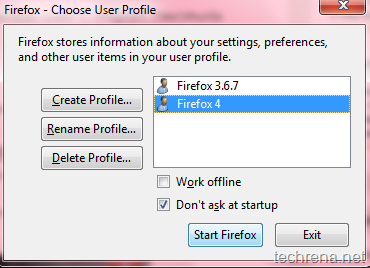 Firefox - Choose User Profile
Firefox stores information about your settings, preferences,
and other user items in your user profile.
Create Profile...
Rename Profile...
Delete Profile...
Firefox 3.6.7
Firefox 4
Work offline
Don't ask at startup
Start Firefox
Exit
techrena.net